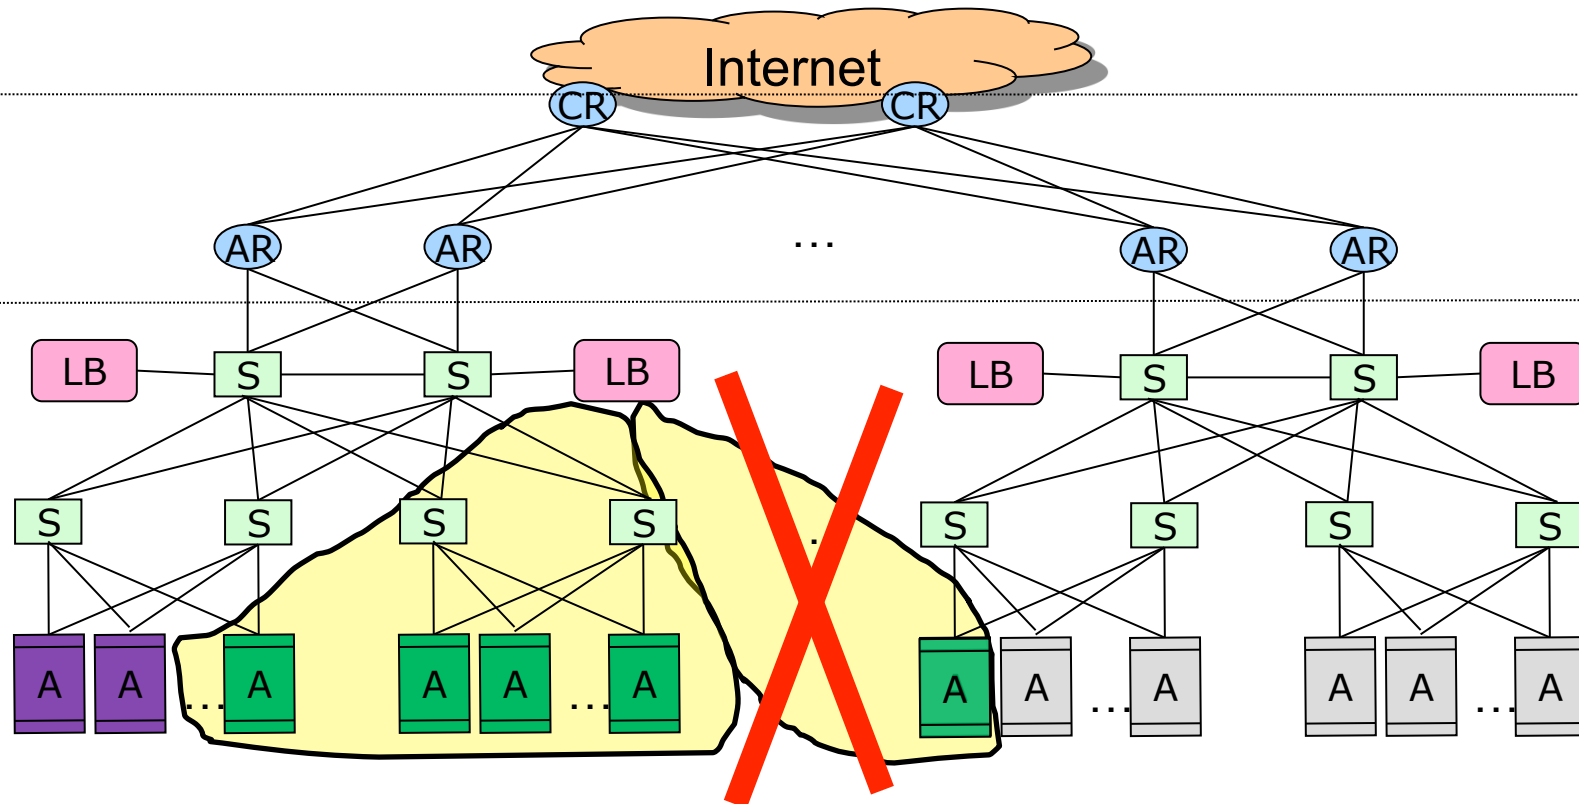 Internet
CR CR
AR AR ... AR AR
LB S S LB LB S S LB
S S S S . S S S S
A A ... A A A ... A A A ... A A A ... A